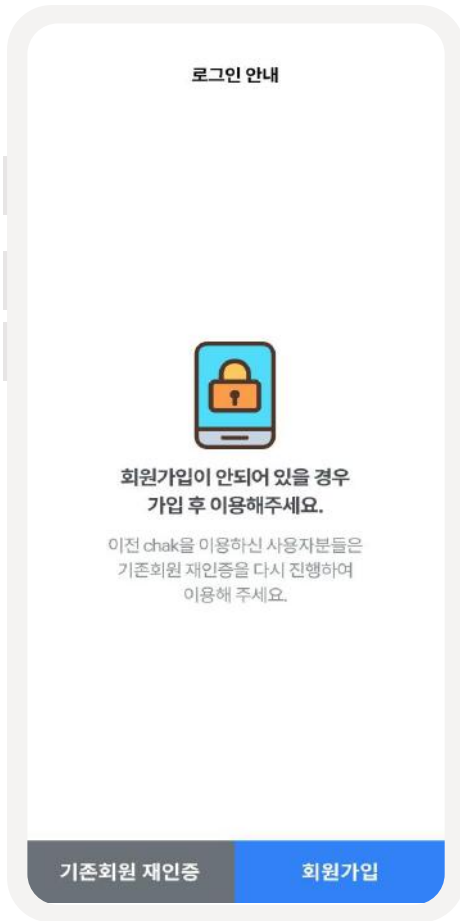 로그인 안내
회원가입이 안되어 있을 경우
가입 후 이용해주세요.
이전 chak을 이용하신 사용자분들은
기존회원 재인증을 다시 진행하여
이용해 주세요.
기존회원 재인증
회원가입